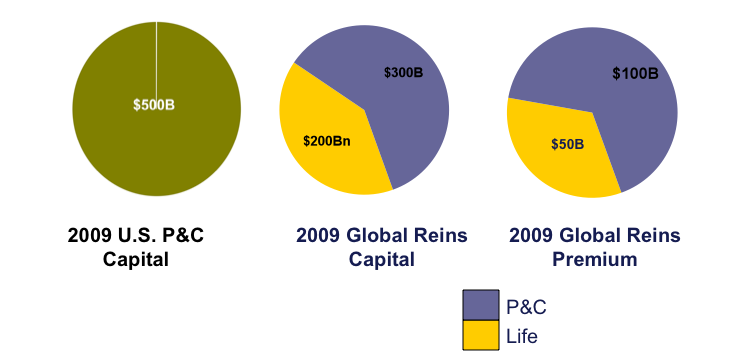 $500B
$300B
$200Bn
$100B
$50B
2009 U.S. P&C
Capital
2009 Global Reins
Capital
2009 Global Reins
Premium
P&C
Life